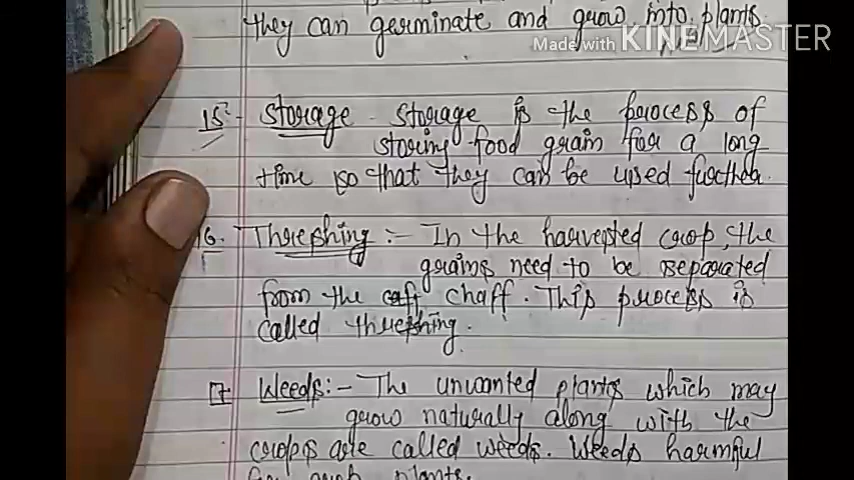 they can germinate and grow into plants.
Made with KINEMASTER
15:- Storage - Storage is the process of
storing food grain for a long
time so that they can be used further.
16. Threshing :- In the harvested crop, the
grains need to be separated
from the chaff. This process is
called threshing.
17 Weeds:- The unwanted plants which may
grow naturally along with the
crops are called weeds. Weeds harmful
for such plants.